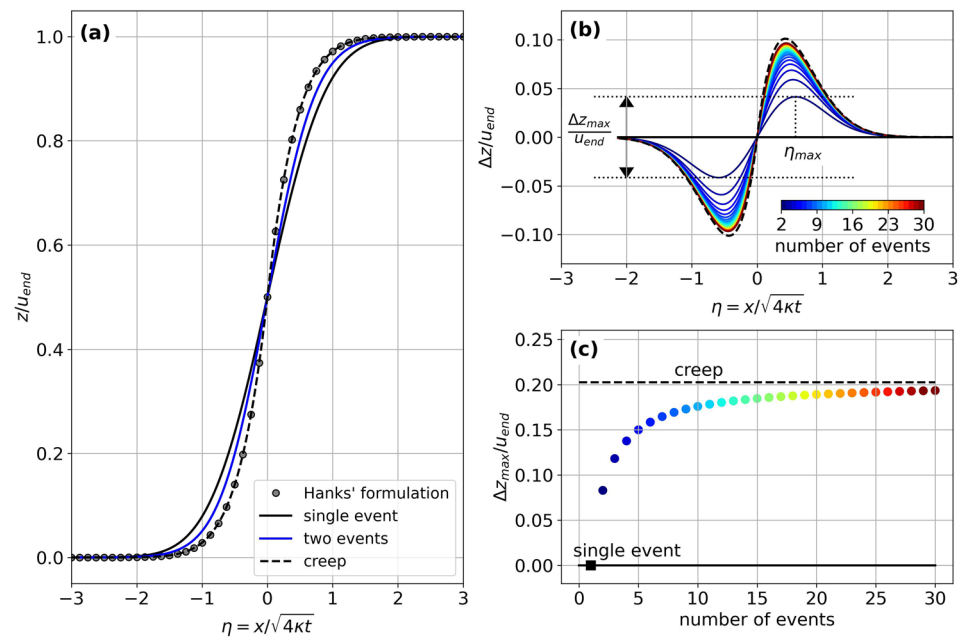 (a)
1.0
0.8
0.6
0.4
0.2
0.0
z/u_end
Hanks' formulation
single event
two events
creep
−3 −2 −1 0 1 2 3
η = x/√4κt
(b)
0.10
0.05
0.00
−0.05
−0.10
Δz/u_end
Δz_max
u_end
η_max
2 9 16 23 30
number of events
−3 −2 −1 0 1 2 3
η = x/√4κt
(c)
0.25
0.20
0.15
0.10
0.05
0.00
Δz_max/u_end
creep
single event
0 5 10 15 20 25 30
number of events